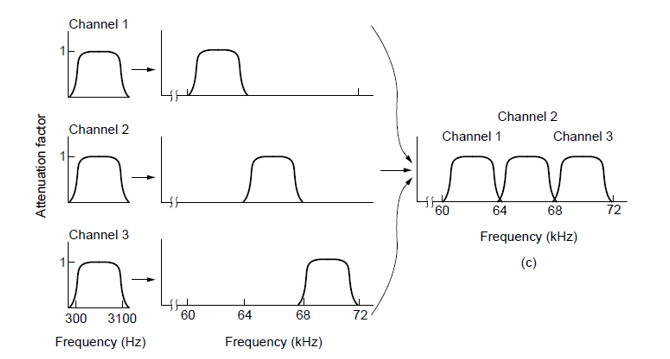 Channel 1
1
Channel 2
1
Attenuation factor
Channel 3
1
300 3100
Frequency (Hz)
60 64 68 72
Frequency (kHz)
Channel 2
Channel 1 Channel 3
60 64 68 72
Frequency (kHz)
(c)